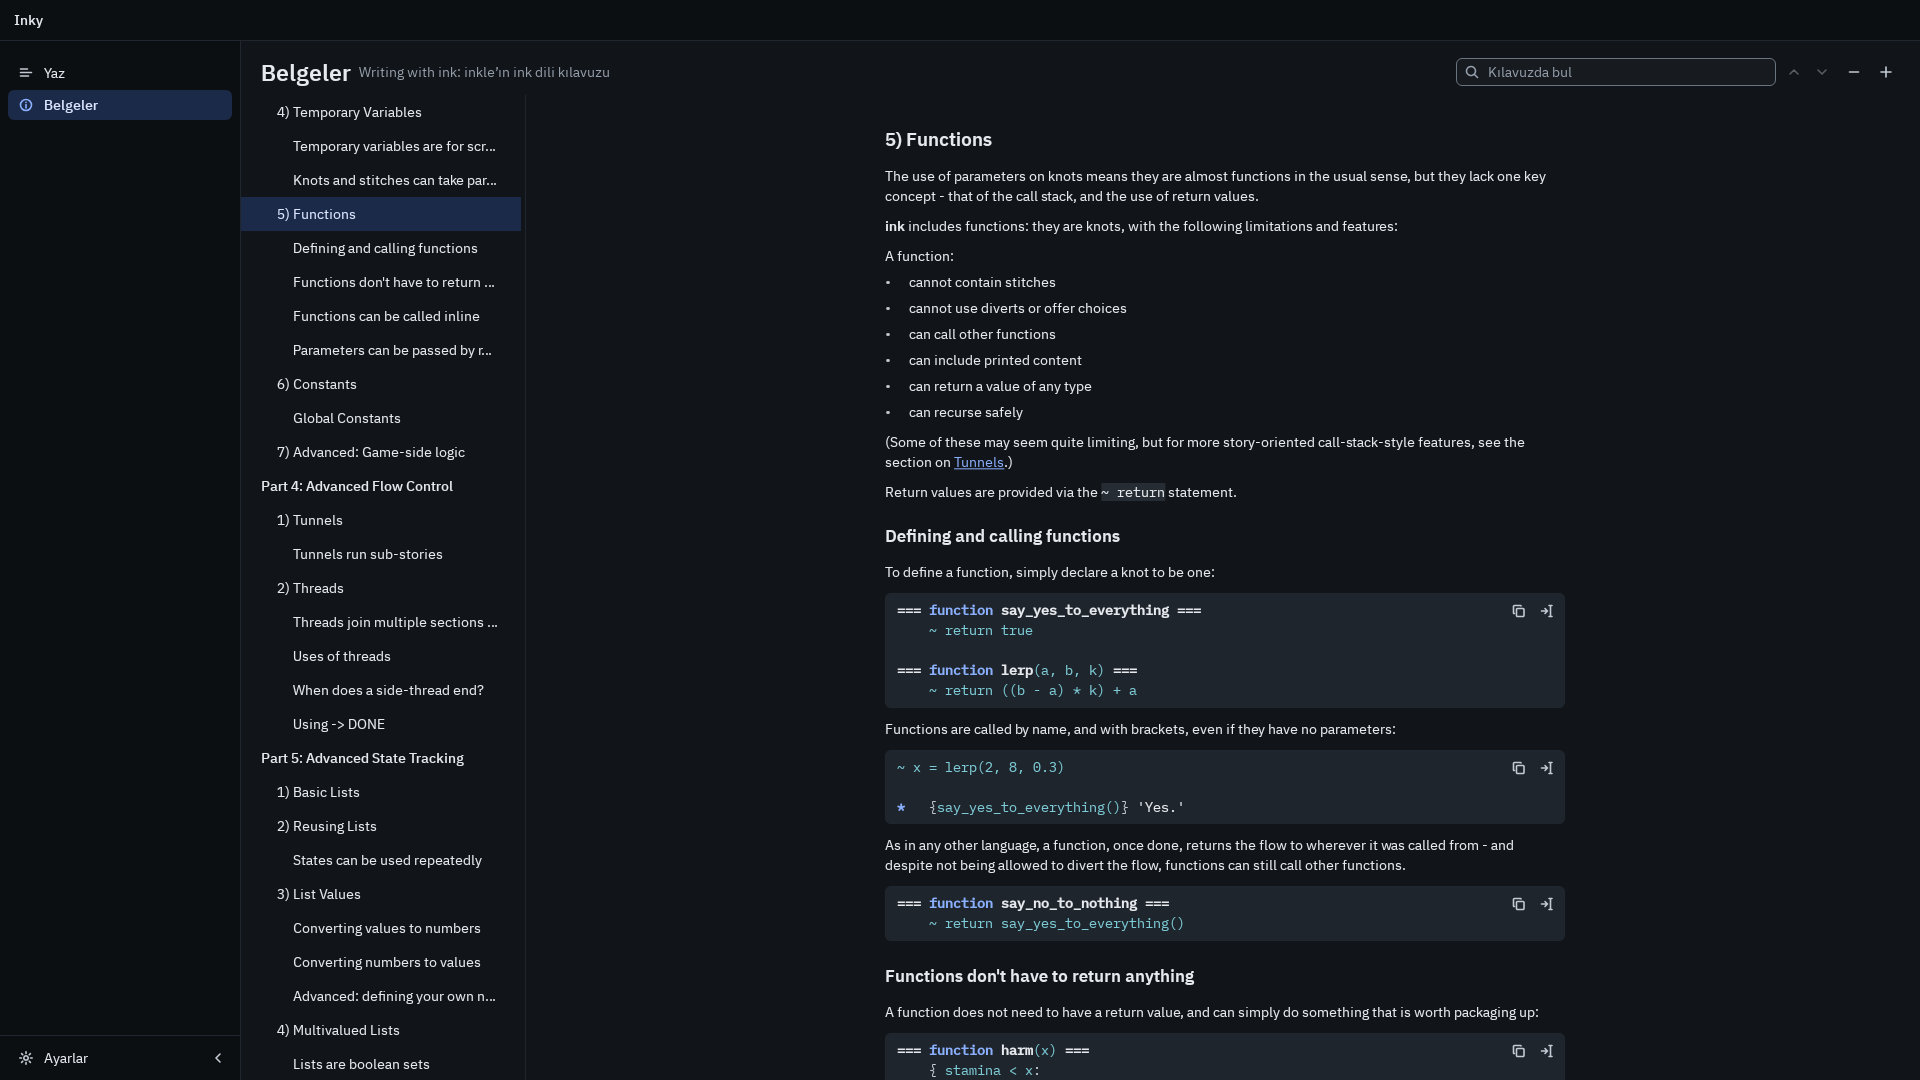 Inky
Yaz
Belgeler
Ayarlar
Belgeler Writing with ink: inkle’ın ink dili kılavuzu
Kılavuzda bul
4) Temporary Variables
Temporary variables are for scr...
Knots and stitches can take par...
5) Functions
Defining and calling functions
Functions don't have to return ...
Functions can be called inline
Parameters can be passed by r...
6) Constants
Global Constants
7) Advanced: Game-side logic
Part 4: Advanced Flow Control
1) Tunnels
Tunnels run sub-stories
2) Threads
Threads join multiple sections ...
Uses of threads
When does a side-thread end?
Using -> DONE
Part 5: Advanced State Tracking
1) Basic Lists
2) Reusing Lists
States can be used repeatedly
3) List Values
Converting values to numbers
Converting numbers to values
Advanced: defining your own n...
4) Multivalued Lists
Lists are boolean sets
5) Functions
The use of parameters on knots means they are almost functions in the usual sense, but they lack one key
concept - that of the call stack, and the use of return values.
ink includes functions: they are knots, with the following limitations and features:
A function:
• cannot contain stitches
• cannot use diverts or offer choices
• can call other functions
• can include printed content
• can return a value of any type
• can recurse safely
(Some of these may seem quite limiting, but for more story-oriented call-stack-style features, see the
section on Tunnels.)
Return values are provided via the ~ return statement.
Defining and calling functions
To define a function, simply declare a knot to be one:
=== function say_yes_to_everything ===
~ return true
=== function lerp(a, b, k) ===
~ return ((b - a) * k) + a
Functions are called by name, and with brackets, even if they have no parameters:
~ x = lerp(2, 8, 0.3)
* {say_yes_to_everything()} 'Yes.'
As in any other language, a function, once done, returns the flow to wherever it was called from - and
despite not being allowed to divert the flow, functions can still call other functions.
=== function say_no_to_nothing ===
~ return say_yes_to_everything()
Functions don't have to return anything
A function does not need to have a return value, and can simply do something that is worth packaging up:
=== function harm(x) ===
{ stamina < x: